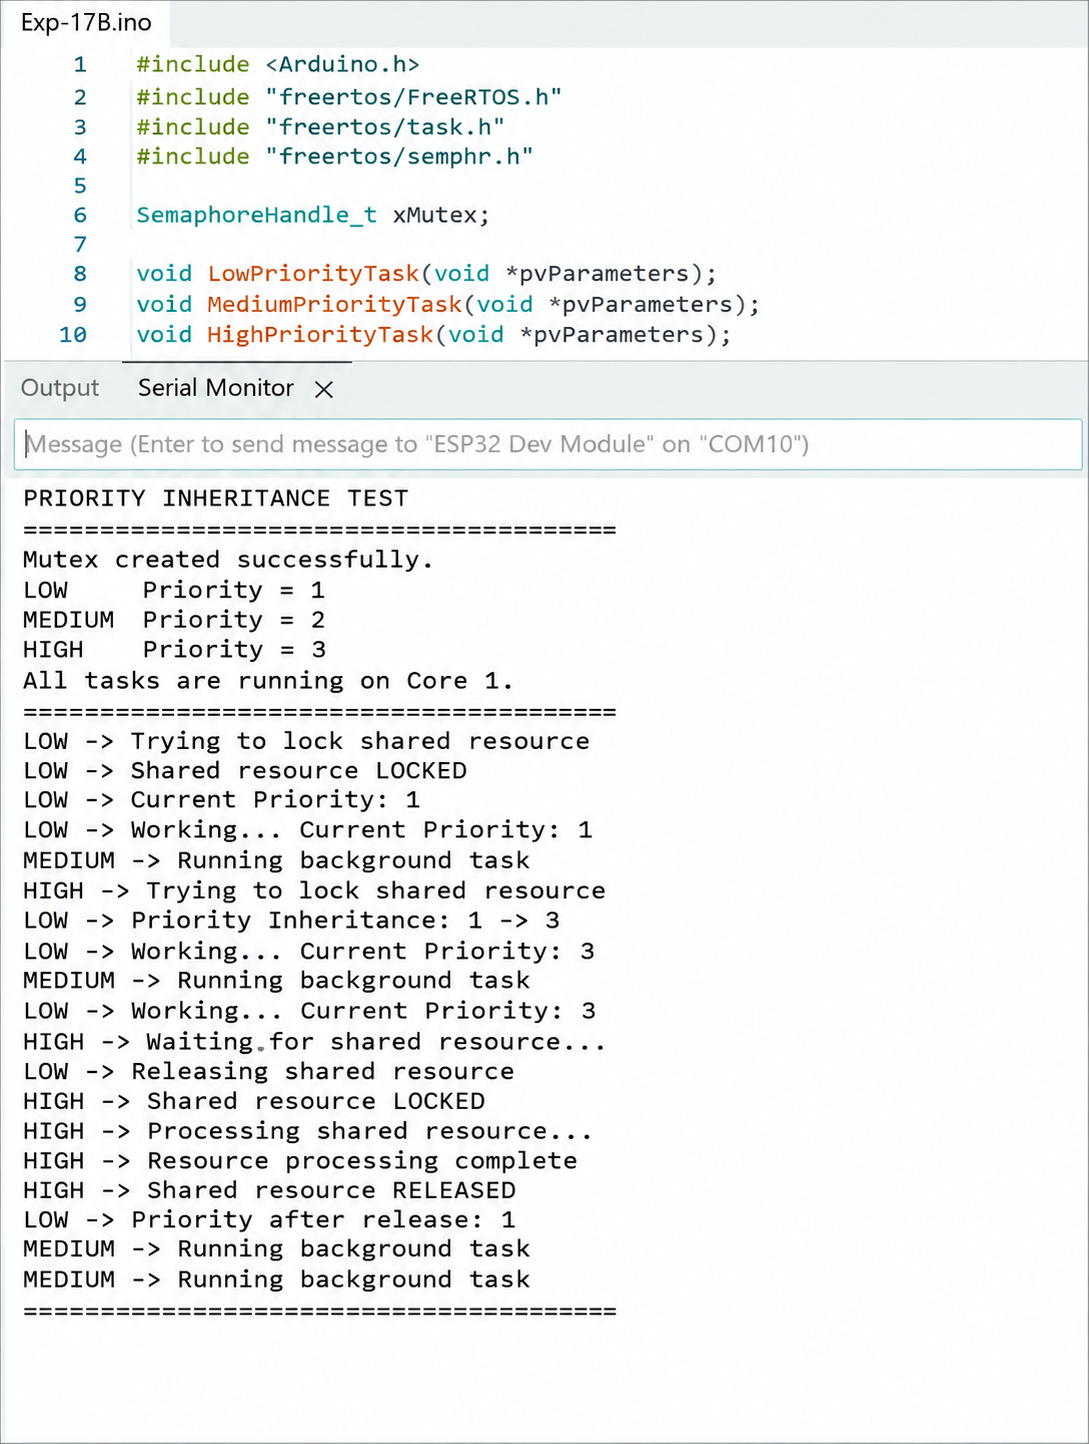 Exp-17B.ino
1 #include <Arduino.h>
2 #include "freertos/FreeRTOS.h"
3 #include "freertos/task.h"
4 #include "freertos/semphr.h"
5
6 SemaphoreHandle_t xMutex;
7
8 void LowPriorityTask(void *pvParameters);
9 void MediumPriorityTask(void *pvParameters);
10 void HighPriorityTask(void *pvParameters);
Output Serial Monitor X
Message (Enter to send message to "ESP32 Dev Module" on "COM10")
PRIORITY INHERITANCE TEST
=======================================
Mutex created successfully.
LOW     Priority = 1
MEDIUM  Priority = 2
HIGH    Priority = 3
All tasks are running on Core 1.
=======================================
LOW -> Trying to lock shared resource
LOW -> Shared resource LOCKED
LOW -> Current Priority: 1
LOW -> Working... Current Priority: 1
MEDIUM -> Running background task
HIGH -> Trying to lock shared resource
LOW -> Priority Inheritance: 1 -> 3
LOW -> Working... Current Priority: 3
MEDIUM -> Running background task
LOW -> Working... Current Priority: 3
HIGH -> Waiting for shared resource...
LOW -> Releasing shared resource
HIGH -> Shared resource LOCKED
HIGH -> Processing shared resource...
HIGH -> Resource processing complete
HIGH -> Shared resource RELEASED
LOW -> Priority after release: 1
MEDIUM -> Running background task
MEDIUM -> Running background task
=======================================